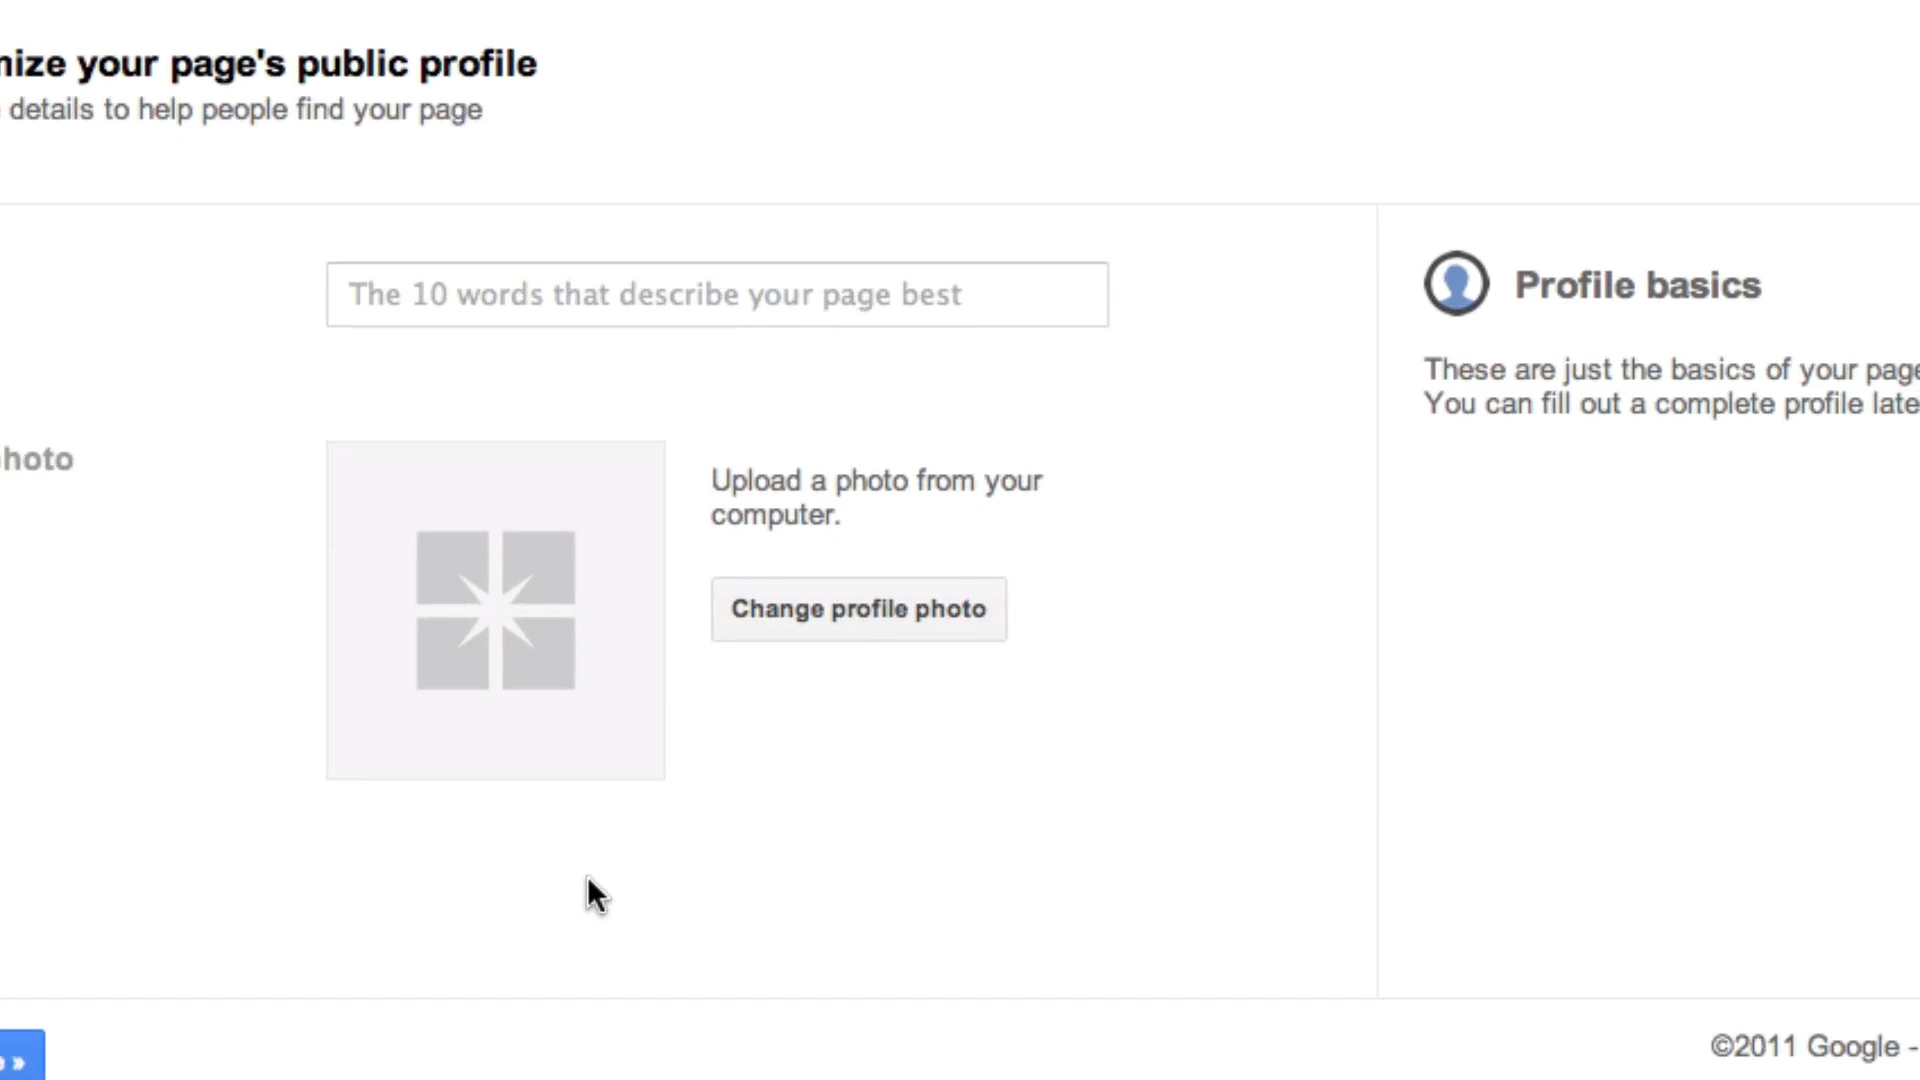 mize your page's public profile
details to help people find your page
The 10 words that describe your page best
Profile basics
These are just the basics of your page
You can fill out a complete profile late
photo
Upload a photo from your
computer.
Change profile photo
»
©2011 Google -